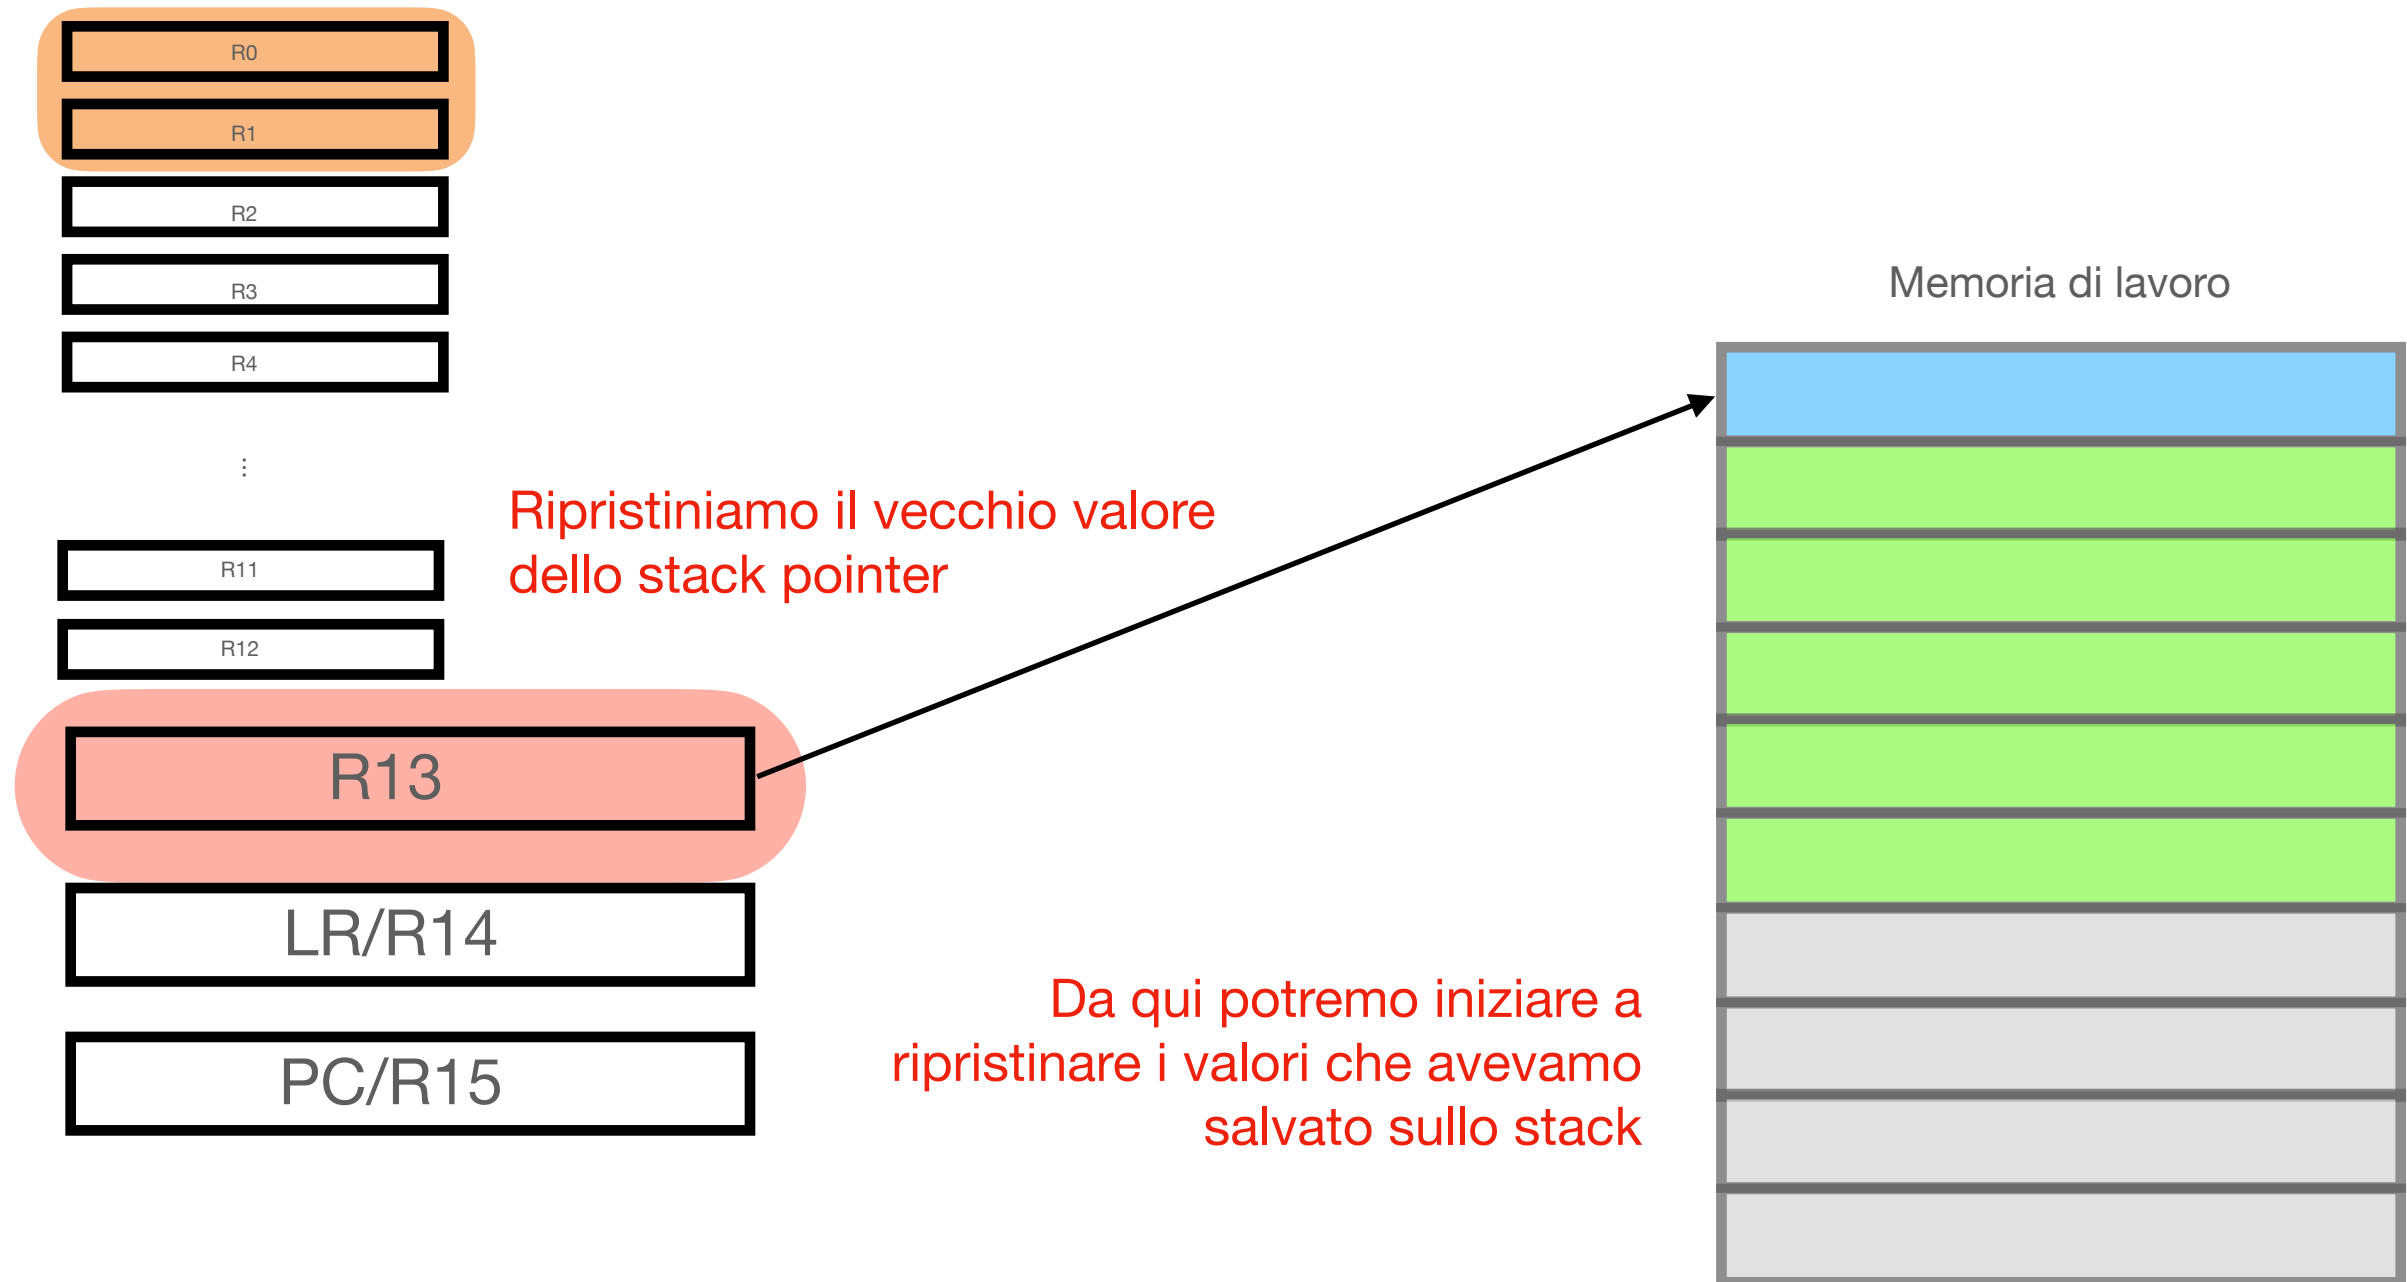 R0
R1
R2
R3
R4
⋮
R11
R12
R13
LR/R14
PC/R15
Ripristiniamo il vecchio valore
dello stack pointer
Da qui potremo iniziare a
ripristinare i valori che avevamo
salvato sullo stack
Memoria di lavoro